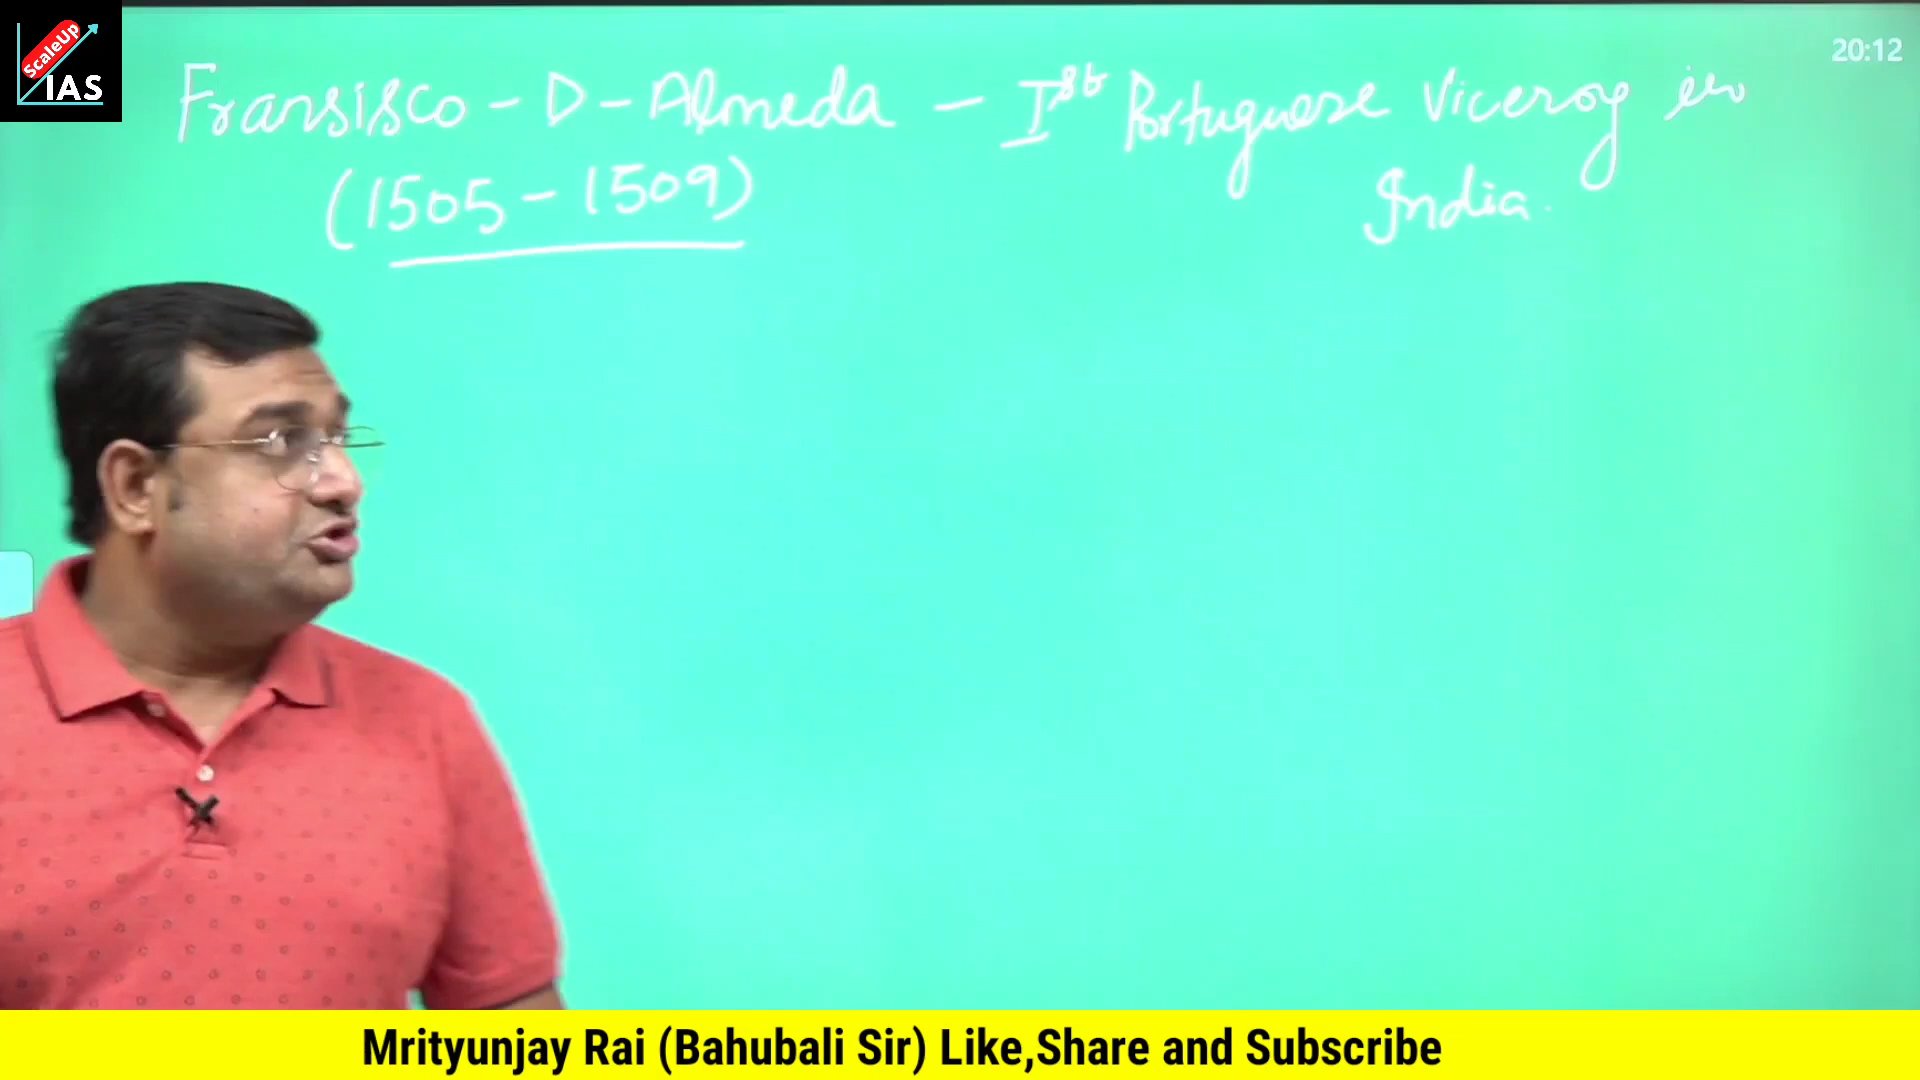 ScaleUp
IAS
20:12
Fransisco - D - Almeda - Ist Portuguese Viceroy in
(1505 - 1509)
India.
Mrityunjay Rai (Bahubali Sir) Like,Share and Subscribe